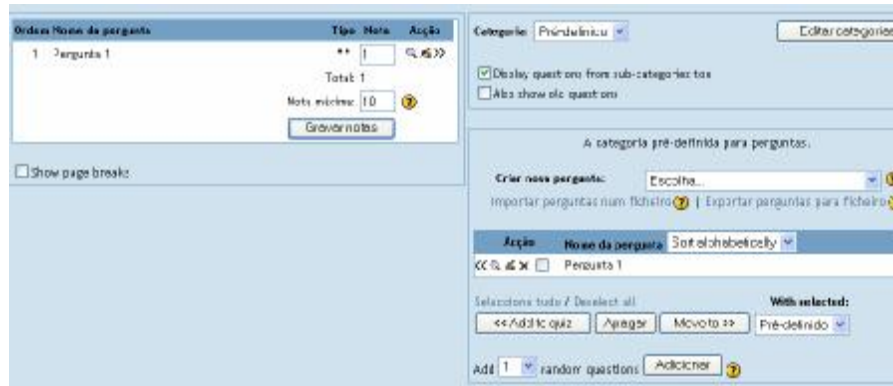 Ordem Nome da pergunta Tipo Nota Acção
1 Pergunta 1 1
Total: 1
Nota máxima: 10
Gravar notas
Show page breaks
Categoria: Pré-definido
Editar categorias
Display questions from sub-categories too
Also show old questions
A categoria pré-definida para perguntas.
Criar nova pergunta: Escolha...
Importar perguntas num ficheiro | Exportar perguntas para ficheiro
Acção Nome da pergunta Sort alphabetically
<< Pergunta 1
Selecciona tudo / Deselect all
With selected:
<< Add to quiz Apagar Move to >> Pré-definido
Add 1 random questions Adicionar